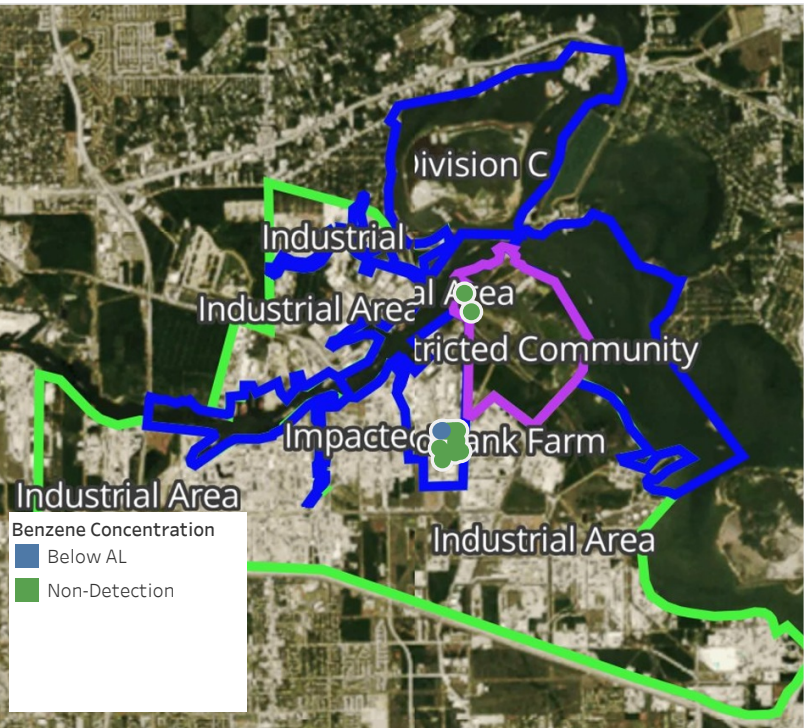 Division C
Industrial
al Area
Industrial Area
tricted Community
Impacted
ank Farm
Industrial Area
Industrial Area
Benzene Concentration
Below AL
Non-Detection